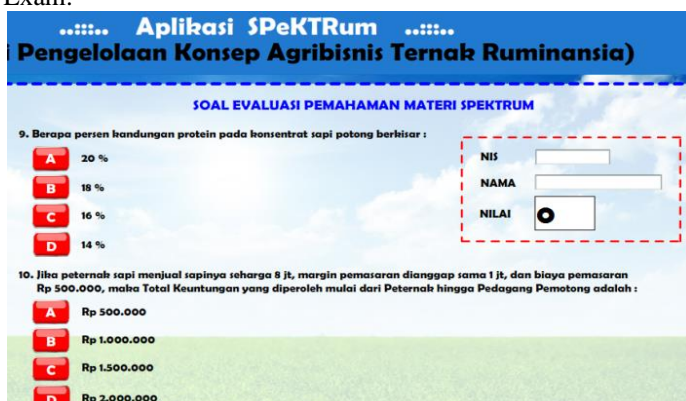 Exam:
..:::.. Aplikasi SPeKTRum ..:::..
i Pengelolaan Konsep Agribisnis Ternak Ruminansia)
SOAL EVALUASI PEMAHAMAN MATERI SPEKTRUM
9. Berapa persen kandungan protein pada konsentrat sapi potong berkisar :
A 20 %
B 18 %
C 16 %
D 14 %
NIS
NAMA
NILAI 0
10. Jika peternak sapi menjual sapinya seharga 8 jt, margin pemasaran dianggap sama 1 jt, dan biaya pemasaran
Rp 500.000, maka Total Keuntungan yang diperoleh mulai dari Peternak hingga Pedagang Pemotong adalah :
A Rp 500.000
B Rp 1.000.000
C Rp 1.500.000
D Rp 2.000.000